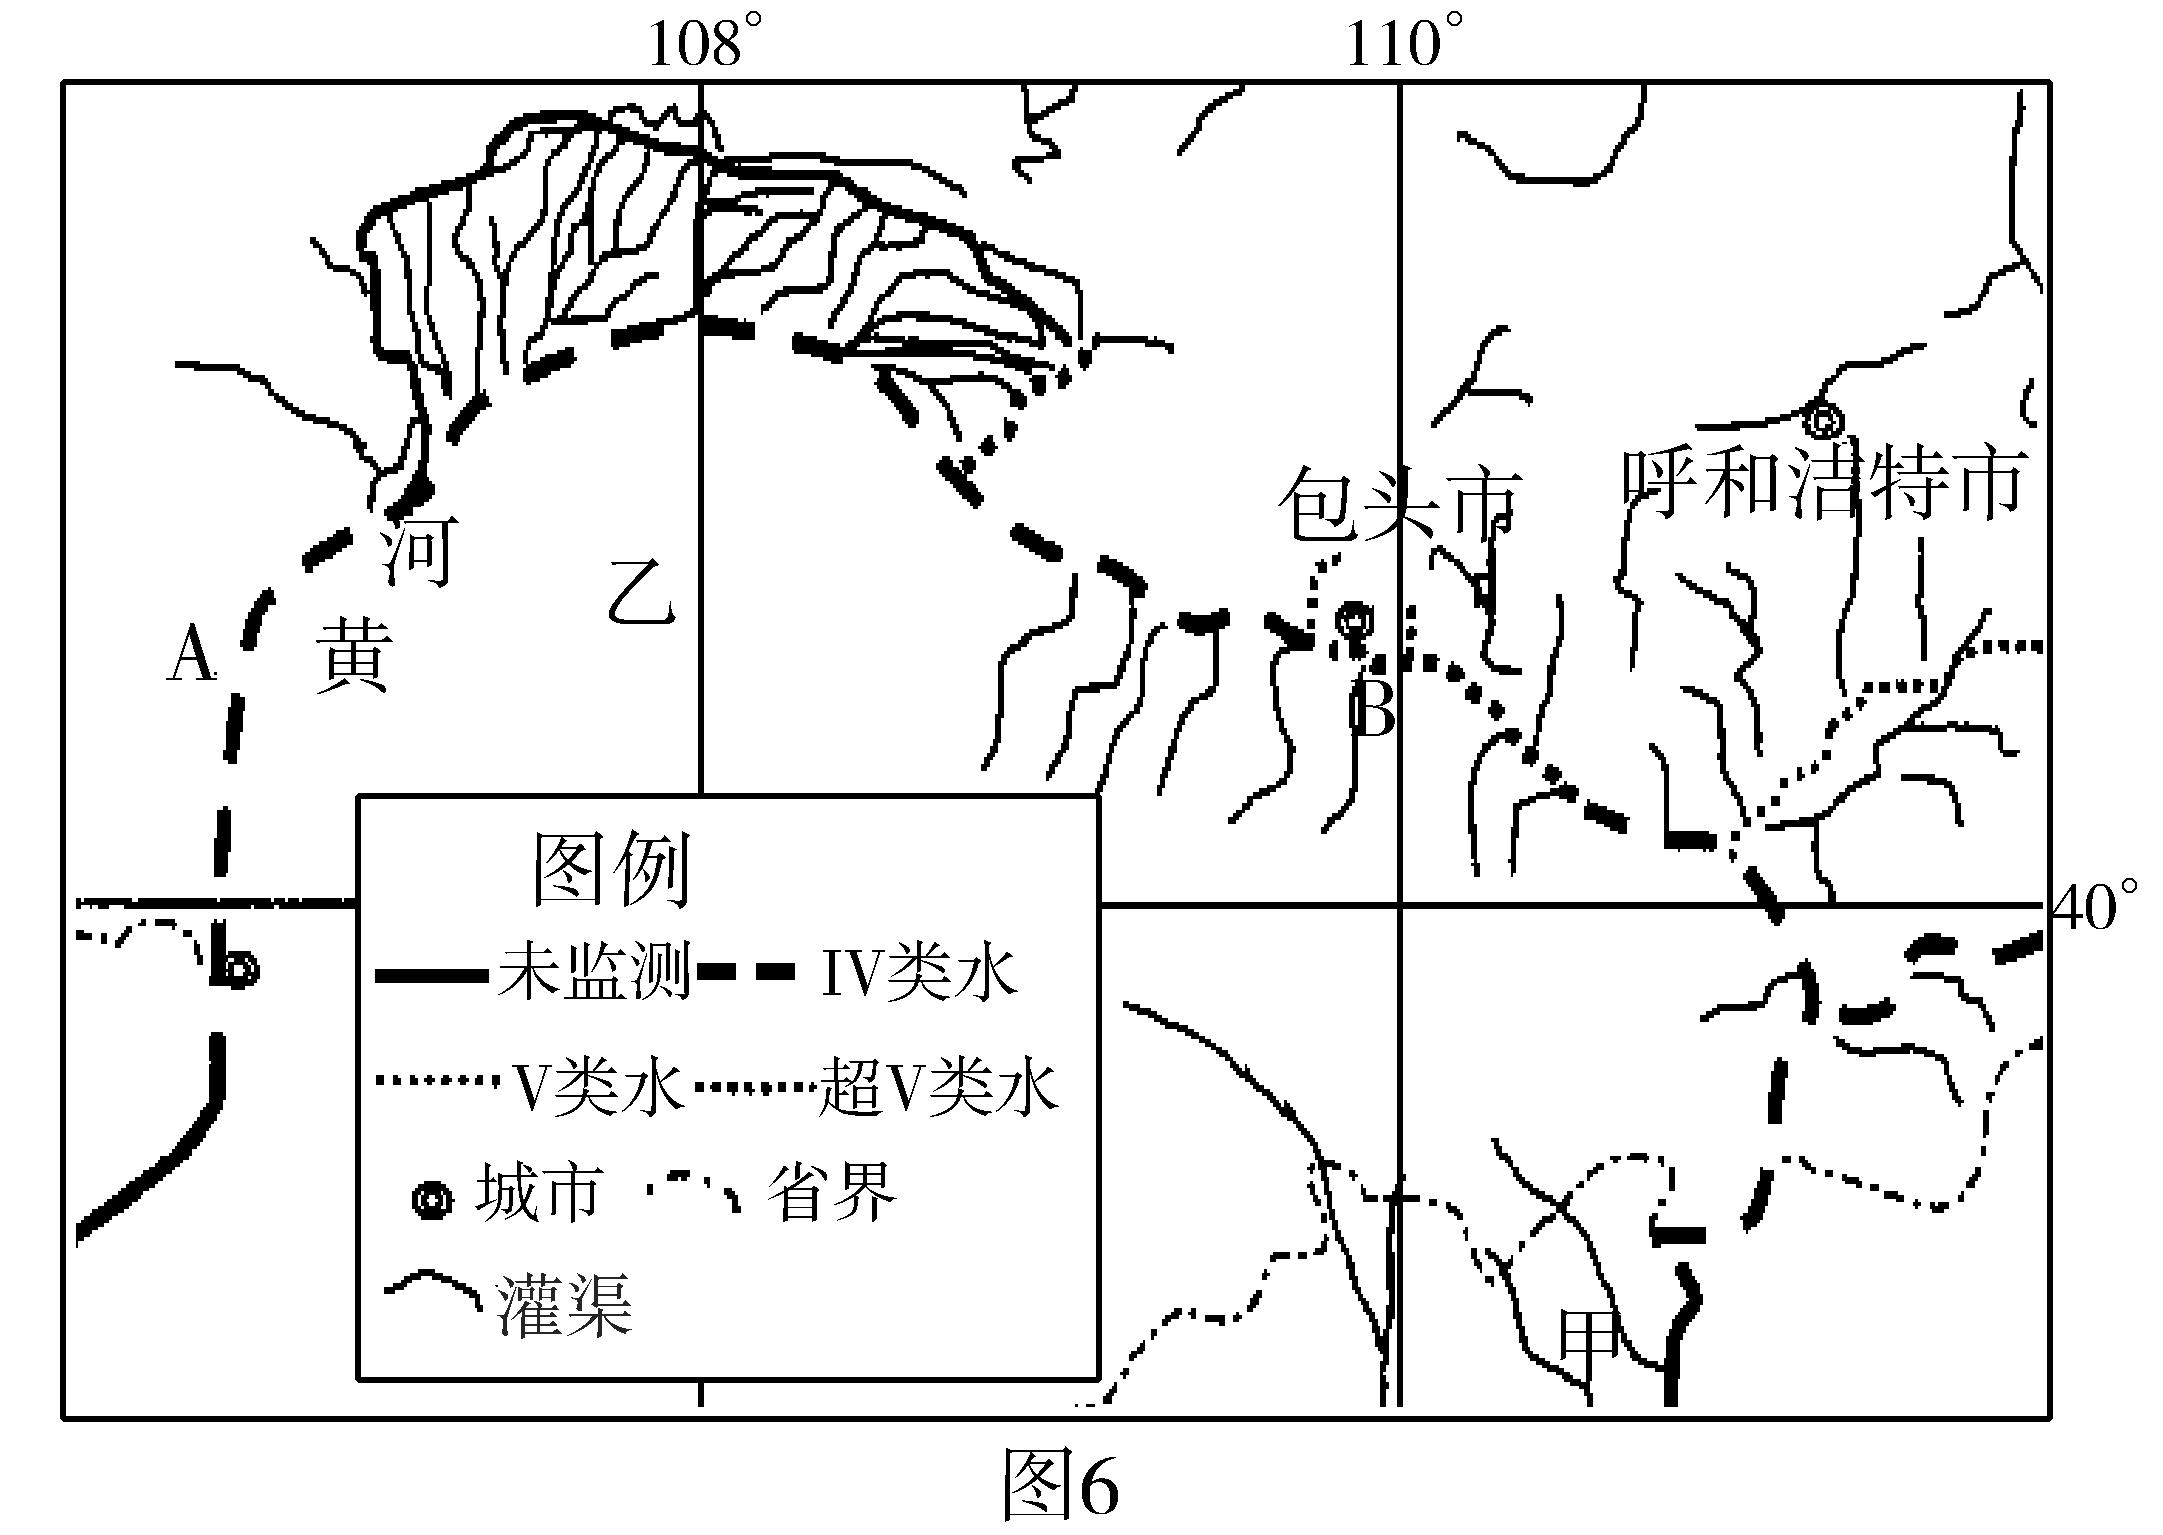 108° 110°
包头市
呼和洁特市
河
乙
A 黄
B
图例
40°
未监测 IV类水
V类水 超V类水
城市 省界
灌渠
甲
图6